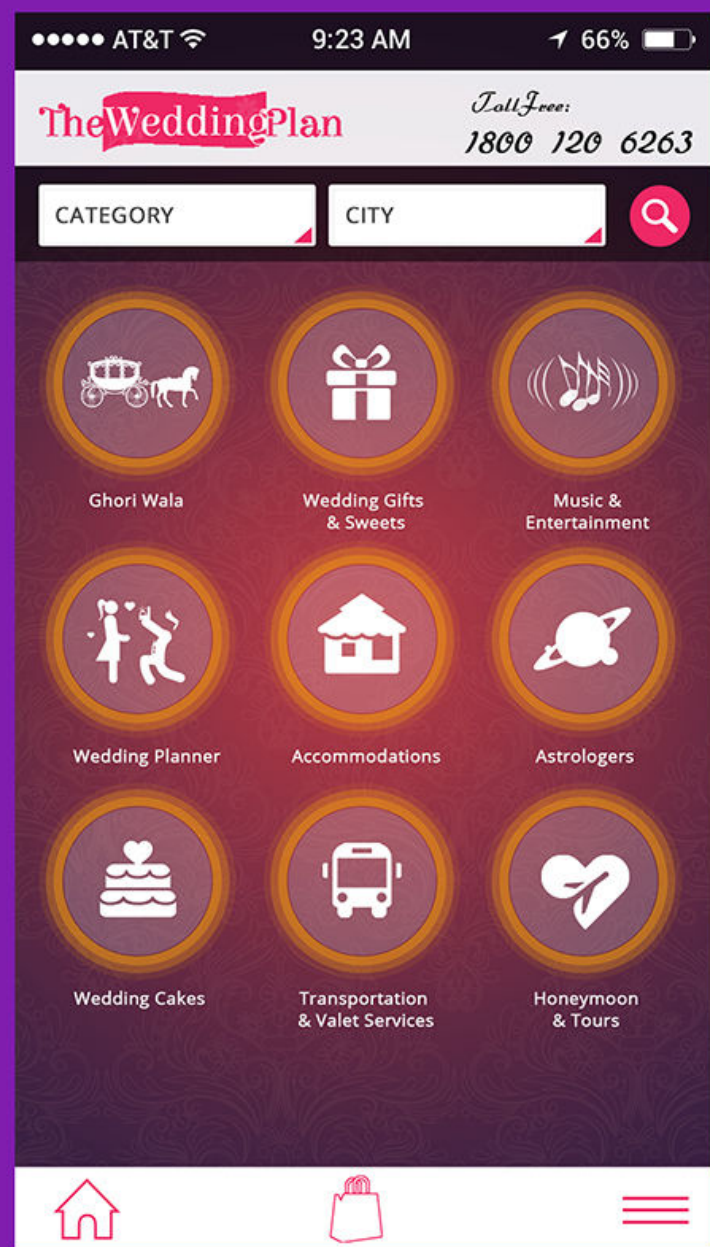 AT&T 9:23 AM 66%
TheWeddingPlan
Toll Free:
1800 120 6263
CATEGORY CITY
Ghori Wala
Wedding Gifts
& Sweets
Music &
Entertainment
Wedding Planner
Accommodations
Astrologers
Wedding Cakes
Transportation
& Valet Services
Honeymoon
& Tours